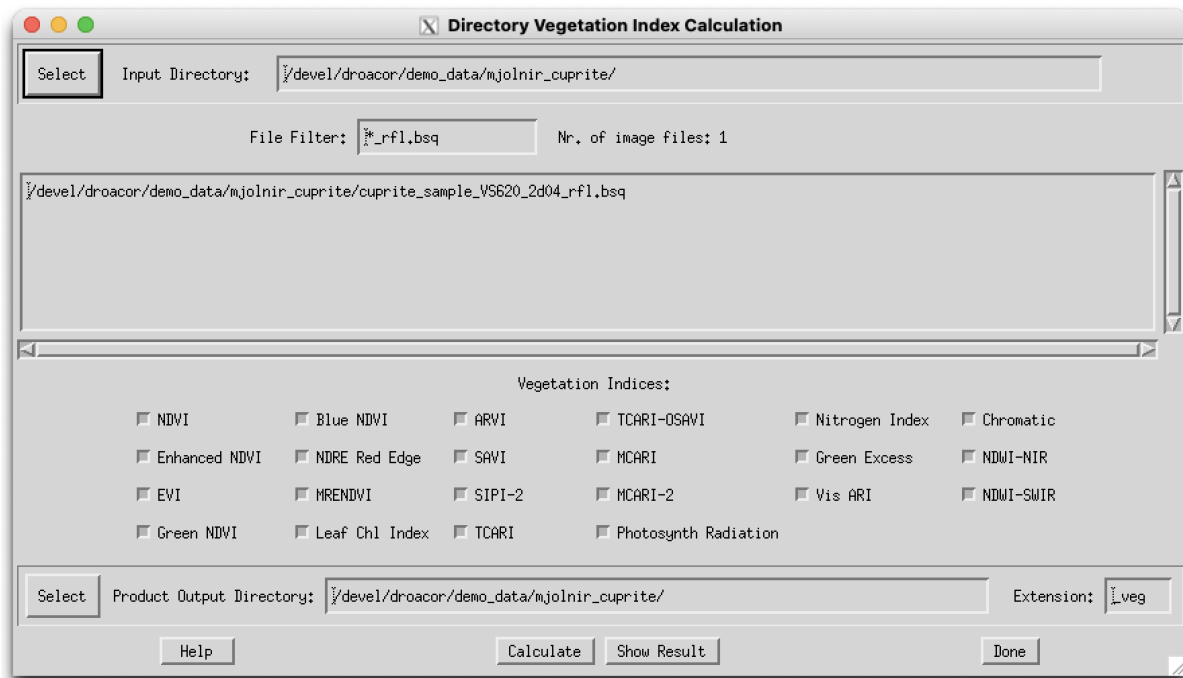 X Directory Vegetation Index Calculation
Select Input Directory: /devel/droacor/demo_data/mjolnir_cuprite/
File Filter: *_rfl.bsq Nr. of image files: 1
/devel/droacor/demo_data/mjolnir_cuprite/cuprite_sample_VS620_2d04_rfl.bsq
Vegetation Indices:
NDVI Blue NDVI ARVI TCARI-OSAVI Nitrogen Index Chromatic
Enhanced NDVI NDRE Red Edge SAVI MCARI Green Excess NDWI-NIR
EVI MRENDVI SIPI-2 MCARI-2 Vis ARI NDWI-SWIR
Green NDVI Leaf Chl Index TCARI Photosynth Radiation
Select Product Output Directory: /devel/droacor/demo_data/mjolnir_cuprite/ Extension: _veg
Help Calculate Show Result Done